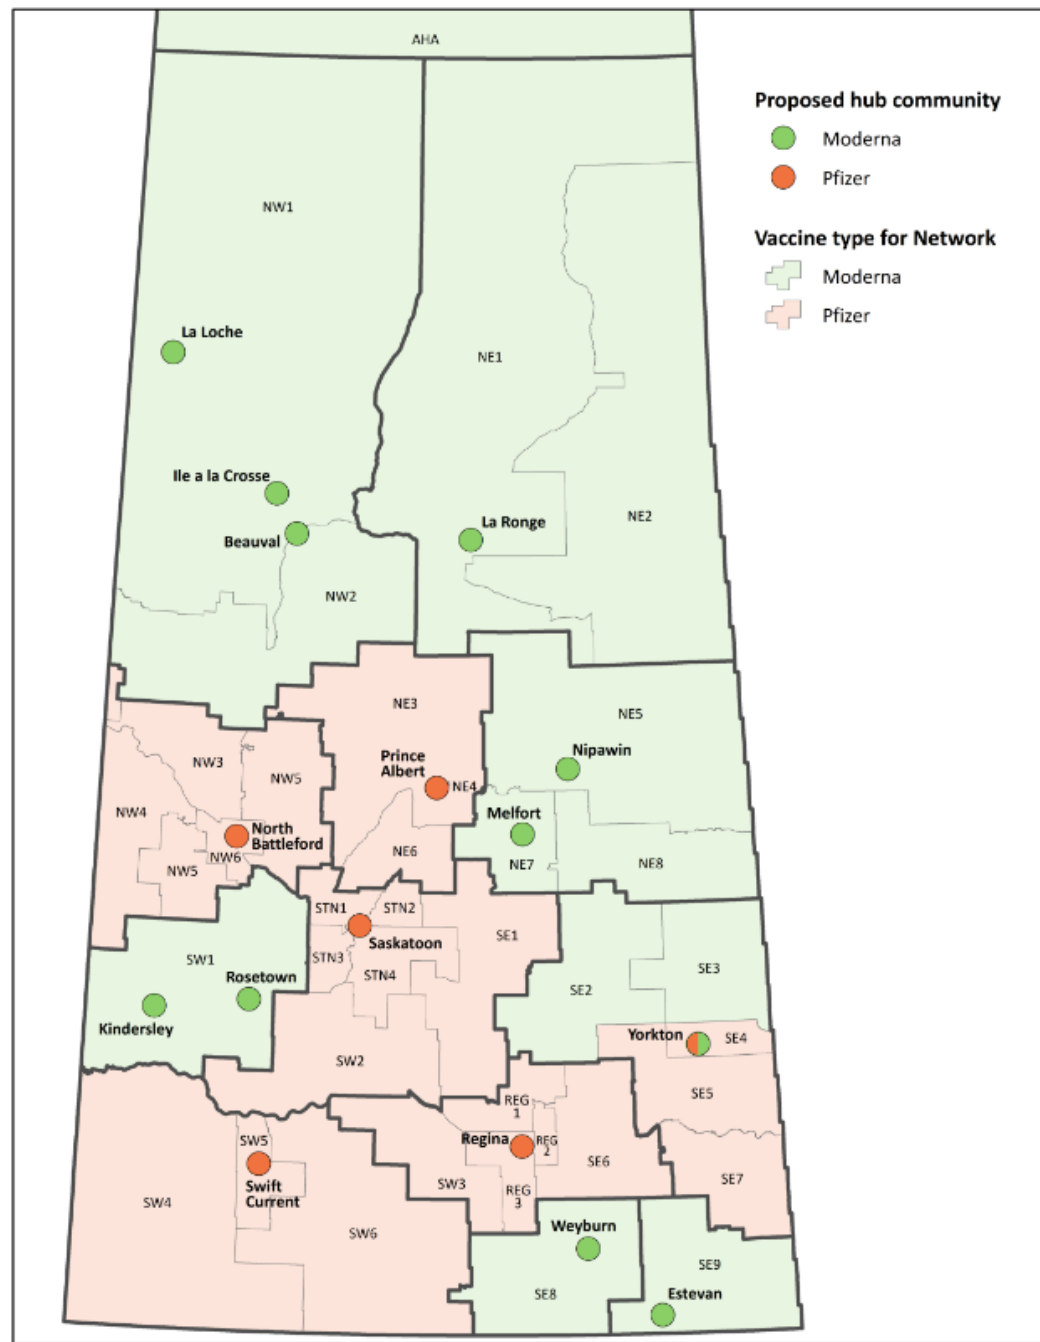 AHA
Proposed hub community
Moderna
Pfizer
NW1
Vaccine type for Network
Moderna
Pfizer
La Loche
NE1
Ile a la Crosse
La Ronge
NE2
Beauval
NW2
NE3
NE5
Nipawin
Prince
Albert
NW3
NW5
NE4
NW4
Melfort
North
Battleford
NW6
NE6
NE7
NE8
NW5
STN1
STN2
SE1
Saskatoon
SW1
STN3
STN4
SE3
Rosetown
SE2
Kindersley
Yorkton
SE4
SW2
SE5
REG
1
SW5
Regina
REG
2
SE6
Swift
Current
SW3
REG
3
SE7
SW4
SW6
Weyburn
SE9
SE8
Estevan